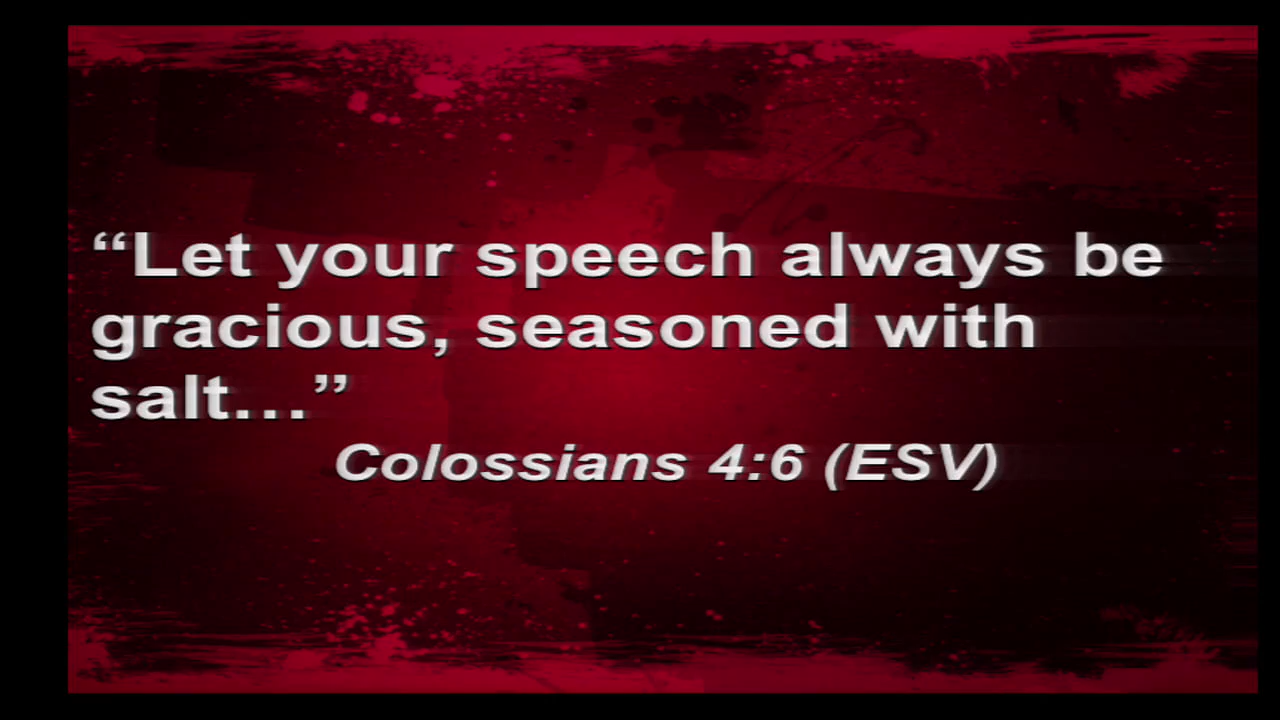 “Let your speech always be
gracious, seasoned with
salt…”
Colossians 4:6 (ESV)